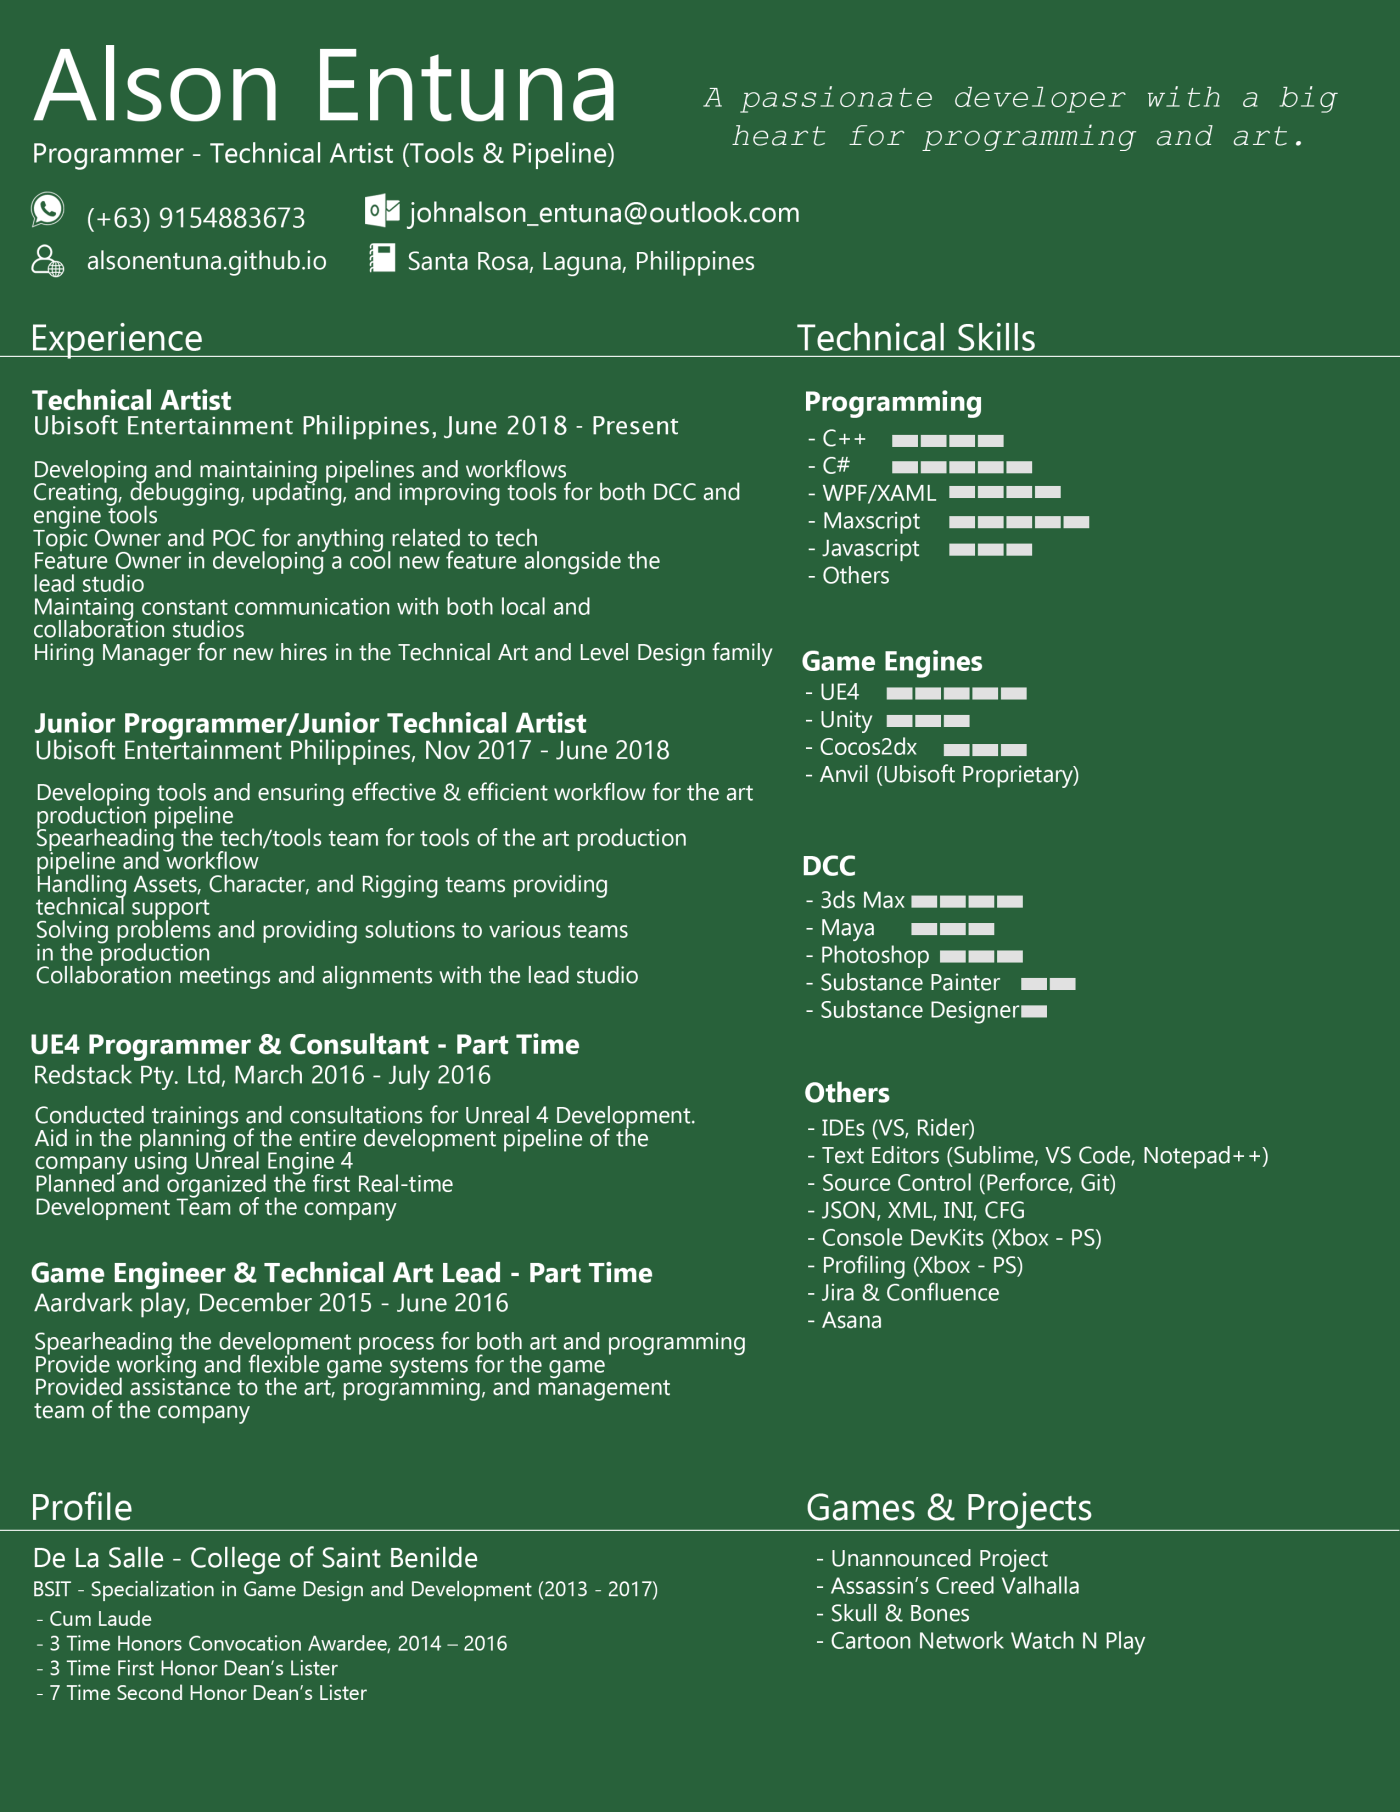 Alson Entuna
Programmer - Technical Artist (Tools & Pipeline)
A passionate developer with a big
heart for programming and art.
(+63) 9154883673
johnalson_entuna@outlook.com
alsonentuna.github.io
Santa Rosa, Laguna, Philippines
Experience
Technical Artist
Ubisoft Entertainment Philippines, June 2018 - Present
Developing and maintaining pipelines and workflows
Creating, debugging, updating, and improving tools for both DCC and
engine tools
Topic Owner and POC for anything related to tech
Feature Owner in developing a cool new feature alongside the
lead studio
Maintaing constant communication with both local and
collaboration studios
Hiring Manager for new hires in the Technical Art and Level Design family
Junior Programmer/Junior Technical Artist
Ubisoft Entertainment Philippines, Nov 2017 - June 2018
Developing tools and ensuring effective & efficient workflow for the art
production pipeline
Spearheading the tech/tools team for tools of the art production
pipeline and workflow
Handling Assets, Character, and Rigging teams providing
technical support
Solving problems and providing solutions to various teams
in the production
Collaboration meetings and alignments with the lead studio
UE4 Programmer & Consultant - Part Time
Redstack Pty. Ltd, March 2016 - July 2016
Conducted trainings and consultations for Unreal 4 Development.
Aid in the planning of the entire development pipeline of the
company using Unreal Engine 4
Planned and organized the first Real-time
Development Team of the company
Game Engineer & Technical Art Lead - Part Time
Aardvark play, December 2015 - June 2016
Spearheading the development process for both art and programming
Provide working and flexible game systems for the game
Provided assistance to the art, programming, and management
team of the company
Technical Skills
Programming
- C++
- C#
- WPF/XAML
- Maxscript
- Javascript
- Others
Game Engines
- UE4
- Unity
- Cocos2dx
- Anvil (Ubisoft Proprietary)
DCC
- 3ds Max
- Maya
- Photoshop
- Substance Painter
- Substance Designer
Others
- IDEs (VS, Rider)
- Text Editors (Sublime, VS Code, Notepad++)
- Source Control (Perforce, Git)
- JSON, XML, INI, CFG
- Console DevKits (Xbox - PS)
- Profiling (Xbox - PS)
- Jira & Confluence
- Asana
Profile
De La Salle - College of Saint Benilde
BSIT - Specialization in Game Design and Development (2013 - 2017)
- Cum Laude
- 3 Time Honors Convocation Awardee, 2014 – 2016
- 3 Time First Honor Dean's Lister
- 7 Time Second Honor Dean's Lister
Games & Projects
- Unannounced Project
- Assassin's Creed Valhalla
- Skull & Bones
- Cartoon Network Watch N Play